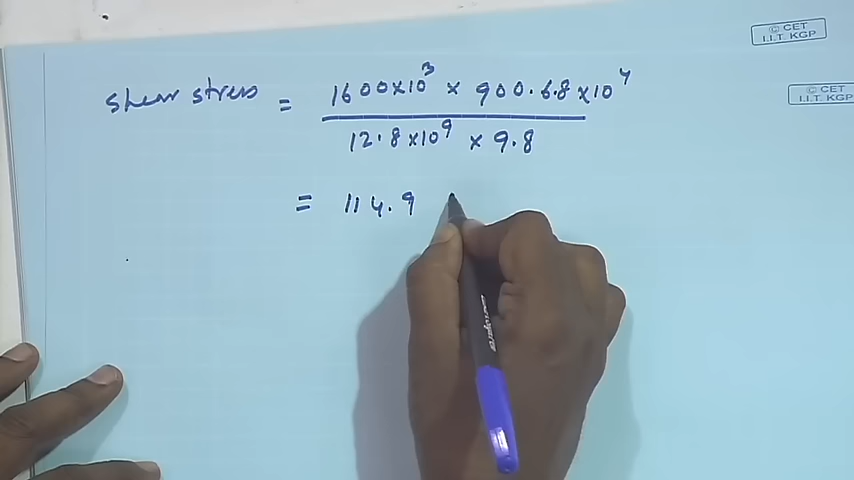 © CET
I.I.T. KGP
© CET
I.I.T. KGP
shear stress = 1600×10³ × 900.6.8 ×10⁴
12.8 ×10⁹ × 9.8
= 114.9